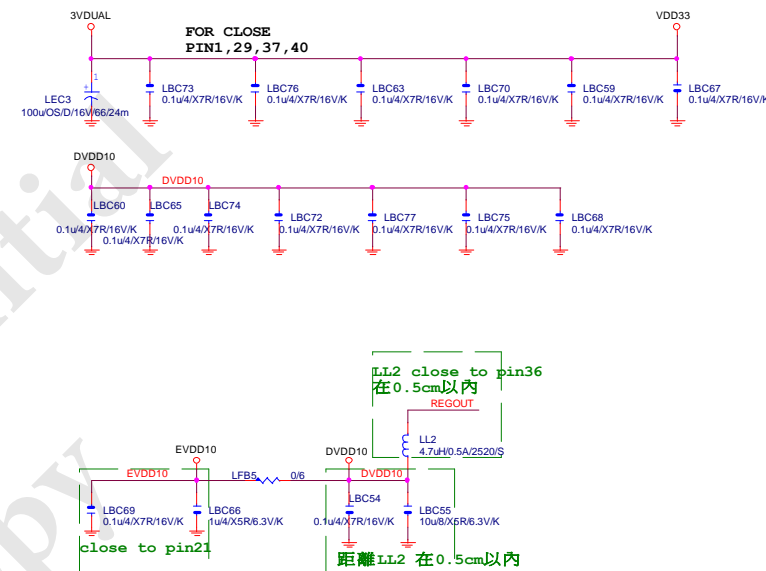 3VDUAL
VDD33
FOR CLOSE
PIN1,29,37,40
1
+
LEC3
100u/OS/D/16V/66/24m
LBC73
0.1u/4/X7R/16V/K
LBC76
0.1u/4/X7R/16V/K
LBC63
0.1u/4/X7R/16V/K
LBC70
0.1u/4/X7R/16V/K
LBC59
0.1u/4/X7R/16V/K
LBC67
0.1u/4/X7R/16V/K
DVDD10
DVDD10
LBC60
0.1u/4/X7R/16V/K
LBC65
0.1u/4/X7R/16V/K
LBC74
0.1u/4/X7R/16V/K
LBC72
0.1u/4/X7R/16V/K
LBC77
0.1u/4/X7R/16V/K
LBC75
0.1u/4/X7R/16V/K
LBC68
0.1u/4/X7R/16V/K
LL2 close to pin36
在0.5cm以內
REGOUT
LL2
4.7uH/0.5A/2520/S
EVDD10
EVDD10
LFB5
0/6
DVDD10
DVDD10
LBC69
0.1u/4/X7R/16V/K
LBC66
1u/4/X5R/6.3V/K
LBC54
0.1u/4/X7R/16V/K
LBC55
10u/8/X5R/6.3V/K
close to pin21
距離LL2 在0.5cm以內
ntial
py